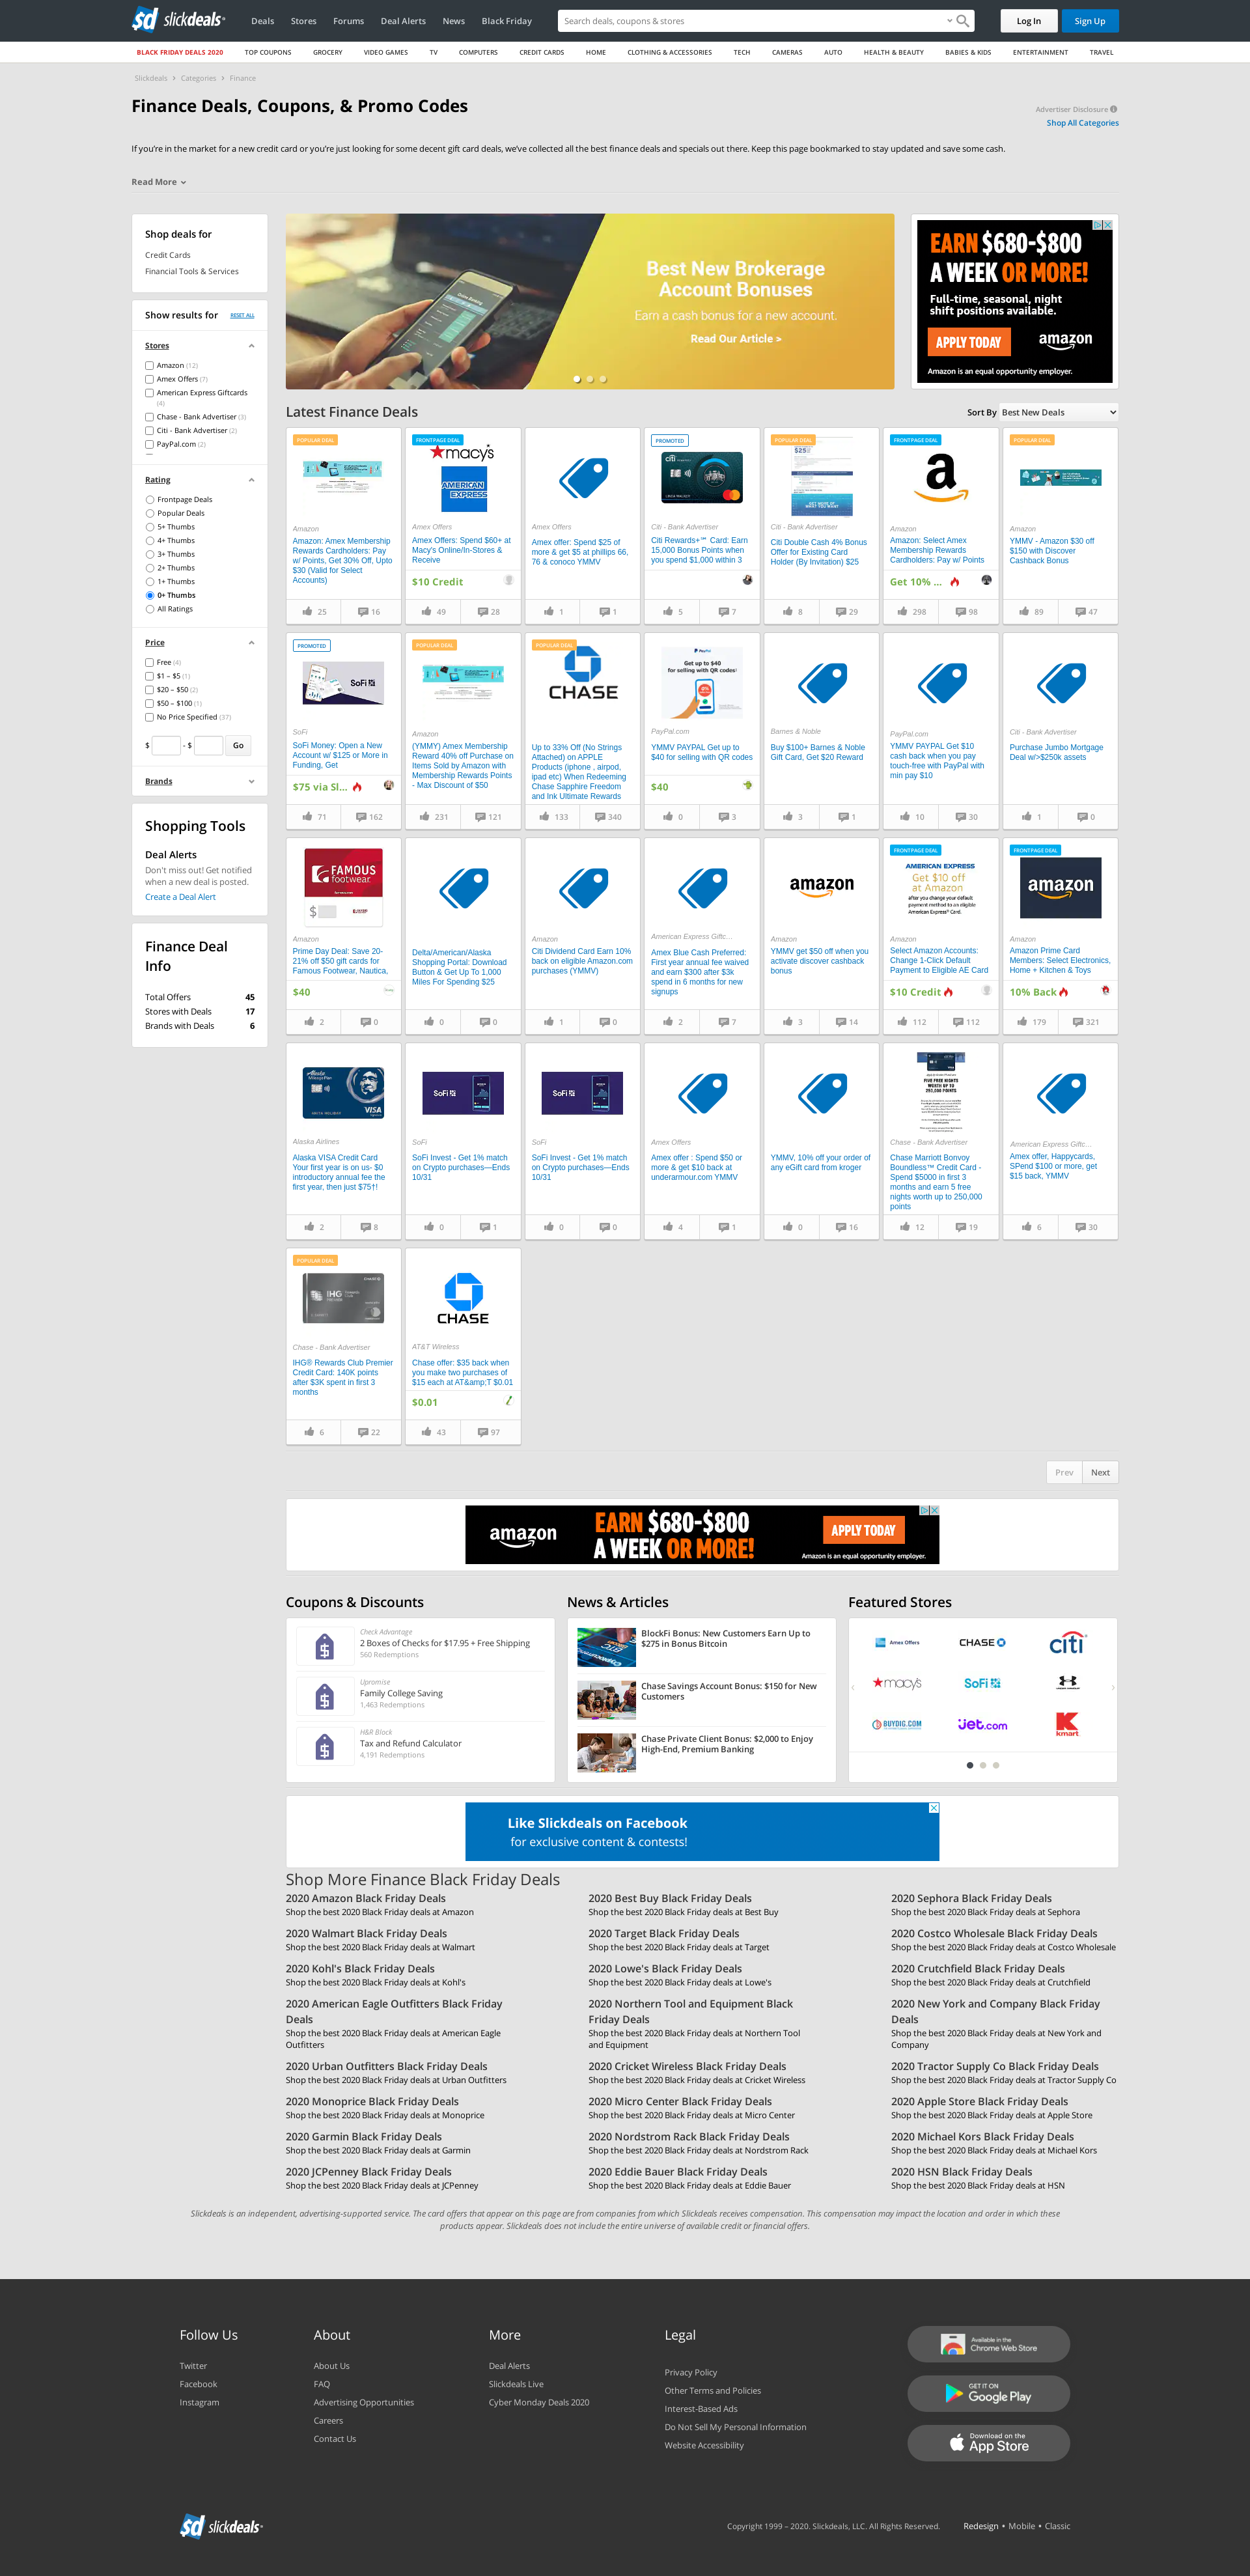 slickdeals
Deals Stores Forums Deal Alerts News Black Friday
Search deals, coupons & stores
Log In Sign Up
BLACK FRIDAY DEALS 2020 TOP COUPONS GROCERY VIDEO GAMES TV COMPUTERS CREDIT CARDS HOME CLOTHING & ACCESSORIES TECH CAMERAS AUTO HEALTH & BEAUTY BABIES & KIDS ENTERTAINMENT TRAVEL
Slickdeals > Categories > Finance
Finance Deals, Coupons, & Promo Codes
Advertiser Disclosure
Shop All Categories
If you're in the market for a new credit card or you're just looking for some decent gift card deals, we've collected all the best finance deals and specials out there. Keep this page bookmarked to stay updated and save some cash.
Read More
Shop deals for
Credit Cards
Financial Tools & Services
Show results for RESET ALL
Stores
Amazon (12)
Amex Offers (7)
American Express Giftcards
(4)
Chase - Bank Advertiser (3)
Citi - Bank Advertiser (2)
PayPal.com (2)
Rating
Frontpage Deals
Popular Deals
5+ Thumbs
4+ Thumbs
3+ Thumbs
2+ Thumbs
1+ Thumbs
0+ Thumbs
All Ratings
Price
Free (4)
$1 – $5 (1)
$20 – $50 (2)
$50 – $100 (1)
No Price Specified (37)
$ - $ Go
Brands
Shopping Tools
Deal Alerts
Don't miss out! Get notified
when a new deal is posted.
Create a Deal Alert
Finance Deal
Info
Total Offers 45
Stores with Deals 17
Brands with Deals 6
Best New Brokerage
Account Bonuses
Earn a cash bonus for a new account.
Read Our Article >
EARN $680-$800
A WEEK OR MORE!
Full-time, seasonal, night
shift positions available.
APPLY TODAY amazon
Amazon is an equal opportunity employer.
Latest Finance Deals
Sort By Best New Deals
POPULAR DEAL
Amazon
Amazon: Amex Membership
Rewards Cardholders: Pay
w/ Points, Get 30% Off, Upto
$30 (Valid for Select
Accounts)
25 16
FRONTPAGE DEAL
macys
AMERICAN
EXPRESS
Amex Offers
Amex Offers: Spend $60+ at
Macy's Online/In-Stores &
Receive
$10 Credit
49 28
Amex Offers
Amex offer: Spend $25 of
more & get $5 at phillips 66,
76 & conoco YMMV
1 1
PROMOTED
citi
Citi - Bank Advertiser
Citi Rewards+℠ Card: Earn
15,000 Bonus Points when
you spend $1,000 within 3
5 7
POPULAR DEAL
$25
Citi - Bank Advertiser
Citi Double Cash 4% Bonus
Offer for Existing Card
Holder (By Invitation) $25
8 29
FRONTPAGE DEAL
a
Amazon
Amazon: Select Amex
Membership Rewards
Cardholders: Pay w/ Points
Get 10% ...
298 98
POPULAR DEAL
Amazon
YMMV - Amazon $30 off
$150 with Discover
Cashback Bonus
89 47
PROMOTED
SoFi
SoFi
SoFi Money: Open a New
Account w/ $125 or More in
Funding, Get
$75 via Sl...
71 162
POPULAR DEAL
Amazon
(YMMY) Amex Membership
Reward 40% off Purchase on
Items Sold by Amazon with
Membership Rewards Points
- Max Discount of $50
231 121
POPULAR DEAL
CHASE
Up to 33% Off (No Strings
Attached) on APPLE
Products (iphone , airpod,
ipad etc) When Redeeming
Chase Sapphire Freedom
and Ink Ultimate Rewards
133 340
PayPal
Get up to $40
for selling with QR codes
PayPal.com
YMMV PAYPAL Get up to
$40 for selling with QR codes
$40
0 3
Barnes & Noble
Buy $100+ Barnes & Noble
Gift Card, Get $20 Reward
3 1
PayPal.com
YMMV PAYPAL Get $10
cash back when you pay
touch-free with PayPal with
min pay $10
10 30
Citi - Bank Advertiser
Purchase Jumbo Mortgage
Deal w/>$250k assets
1 0
FAMOUS
footwear
$
Amazon
Prime Day Deal: Save 20-
21% off $50 gift cards for
Famous Footwear, Nautica,
$40
2 0
Delta/American/Alaska
Shopping Portal: Download
Button & Get Up To 1,000
Miles For Spending $25
0 0
Amazon
Citi Dividend Card Earn 10%
back on eligible Amazon.com
purchases (YMMV)
1 0
American Express Giftc...
Amex Blue Cash Preferred:
First year annual fee waived
and earn $300 after $3k
spend in 6 months for new
signups
2 7
amazon
Amazon
YMMV get $50 off when you
activate discover cashback
bonus
3 14
FRONTPAGE DEAL
AMERICAN EXPRESS
Get $10 off
at Amazon
after you change your default
payment method to an eligible
American Express® Card.
Amazon
Select Amazon Accounts:
Change 1-Click Default
Payment to Eligible AE Card
$10 Credit
112 112
FRONTPAGE DEAL
amazon
Amazon
Amazon Prime Card
Members: Select Electronics,
Home + Kitchen & Toys
10% Back
179 321
Alaska
VISA
Alaska Airlines
Alaska VISA Credit Card
Your first year is on us- $0
introductory annual fee the
first year, then just $75†!
2 8
SoFi
SoFi
SoFi Invest - Get 1% match
on Crypto purchases—Ends
10/31
0 1
SoFi
SoFi
SoFi Invest - Get 1% match
on Crypto purchases—Ends
10/31
0 0
Amex Offers
Amex offer : Spend $50 or
more & get $10 back at
underarmour.com YMMV
4 1
YMMV, 10% off your order of
any eGift card from kroger
0 16
FIVE FREE NIGHTS
WORTH UP TO
250,000 POINTS
Chase - Bank Advertiser
Chase Marriott Bonvoy
Boundless™ Credit Card -
Spend $5000 in first 3
months and earn 5 free
nights worth up to 250,000
points
12 19
American Express Giftc...
Amex offer, Happycards,
SPend $100 or more, get
$15 back, YMMV
6 30
POPULAR DEAL
IHG
Chase - Bank Advertiser
IHG® Rewards Club Premier
Credit Card: 140K points
after $3K spent in first 3
months
6 22
CHASE
AT&T Wireless
Chase offer: $35 back when
you make two purchases of
$15 each at AT&amp;T $0.01
$0.01
43 97
Prev Next
amazon EARN $680-$800
A WEEK OR MORE!
APPLY TODAY
Amazon is an equal opportunity employer.
Coupons & Discounts
Check Advantage
2 Boxes of Checks for $17.95 + Free Shipping
560 Redemptions
Upromise
Family College Saving
1,463 Redemptions
H&R Block
Tax and Refund Calculator
4,191 Redemptions
News & Articles
BlockFi Bonus: New Customers Earn Up to
$275 in Bonus Bitcoin
Chase Savings Account Bonus: $150 for New
Customers
Chase Private Client Bonus: $2,000 to Enjoy
High-End, Premium Banking
Featured Stores
Amex Offers CHASE citi
macys SoFi
BUYDIG.COM jet.com kmart
Like Slickdeals on Facebook
for exclusive content & contests!
Shop More Finance Black Friday Deals
2020 Amazon Black Friday Deals
Shop the best 2020 Black Friday deals at Amazon
2020 Best Buy Black Friday Deals
Shop the best 2020 Black Friday deals at Best Buy
2020 Sephora Black Friday Deals
Shop the best 2020 Black Friday deals at Sephora
2020 Walmart Black Friday Deals
Shop the best 2020 Black Friday deals at Walmart
2020 Target Black Friday Deals
Shop the best 2020 Black Friday deals at Target
2020 Costco Wholesale Black Friday Deals
Shop the best 2020 Black Friday deals at Costco Wholesale
2020 Kohl's Black Friday Deals
Shop the best 2020 Black Friday deals at Kohl's
2020 Lowe's Black Friday Deals
Shop the best 2020 Black Friday deals at Lowe's
2020 Crutchfield Black Friday Deals
Shop the best 2020 Black Friday deals at Crutchfield
2020 American Eagle Outfitters Black Friday
Deals
Shop the best 2020 Black Friday deals at American Eagle
Outfitters
2020 Northern Tool and Equipment Black
Friday Deals
Shop the best 2020 Black Friday deals at Northern Tool
and Equipment
2020 New York and Company Black Friday
Deals
Shop the best 2020 Black Friday deals at New York and
Company
2020 Urban Outfitters Black Friday Deals
Shop the best 2020 Black Friday deals at Urban Outfitters
2020 Cricket Wireless Black Friday Deals
Shop the best 2020 Black Friday deals at Cricket Wireless
2020 Tractor Supply Co Black Friday Deals
Shop the best 2020 Black Friday deals at Tractor Supply Co
2020 Monoprice Black Friday Deals
Shop the best 2020 Black Friday deals at Monoprice
2020 Micro Center Black Friday Deals
Shop the best 2020 Black Friday deals at Micro Center
2020 Apple Store Black Friday Deals
Shop the best 2020 Black Friday deals at Apple Store
2020 Garmin Black Friday Deals
Shop the best 2020 Black Friday deals at Garmin
2020 Nordstrom Rack Black Friday Deals
Shop the best 2020 Black Friday deals at Nordstrom Rack
2020 Michael Kors Black Friday Deals
Shop the best 2020 Black Friday deals at Michael Kors
2020 JCPenney Black Friday Deals
Shop the best 2020 Black Friday deals at JCPenney
2020 Eddie Bauer Black Friday Deals
Shop the best 2020 Black Friday deals at Eddie Bauer
2020 HSN Black Friday Deals
Shop the best 2020 Black Friday deals at HSN
Slickdeals is an independent, advertising-supported service. The card offers that appear on this page are from companies from which Slickdeals receives compensation. This compensation may impact the location and order in which these
products appear. Slickdeals does not include the entire universe of available credit or financial offers.
Follow Us
Twitter
Facebook
Instagram
About
About Us
FAQ
Advertising Opportunities
Careers
Contact Us
More
Deal Alerts
Slickdeals Live
Cyber Monday Deals 2020
Legal
Privacy Policy
Other Terms and Policies
Interest-Based Ads
Do Not Sell My Personal Information
Website Accessibility
Available in the
Chrome Web Store
GET IT ON
Google Play
Download on the
App Store
slickdeals
Copyright 1999 – 2020. Slickdeals, LLC. All Rights Reserved. Redesign • Mobile • Classic